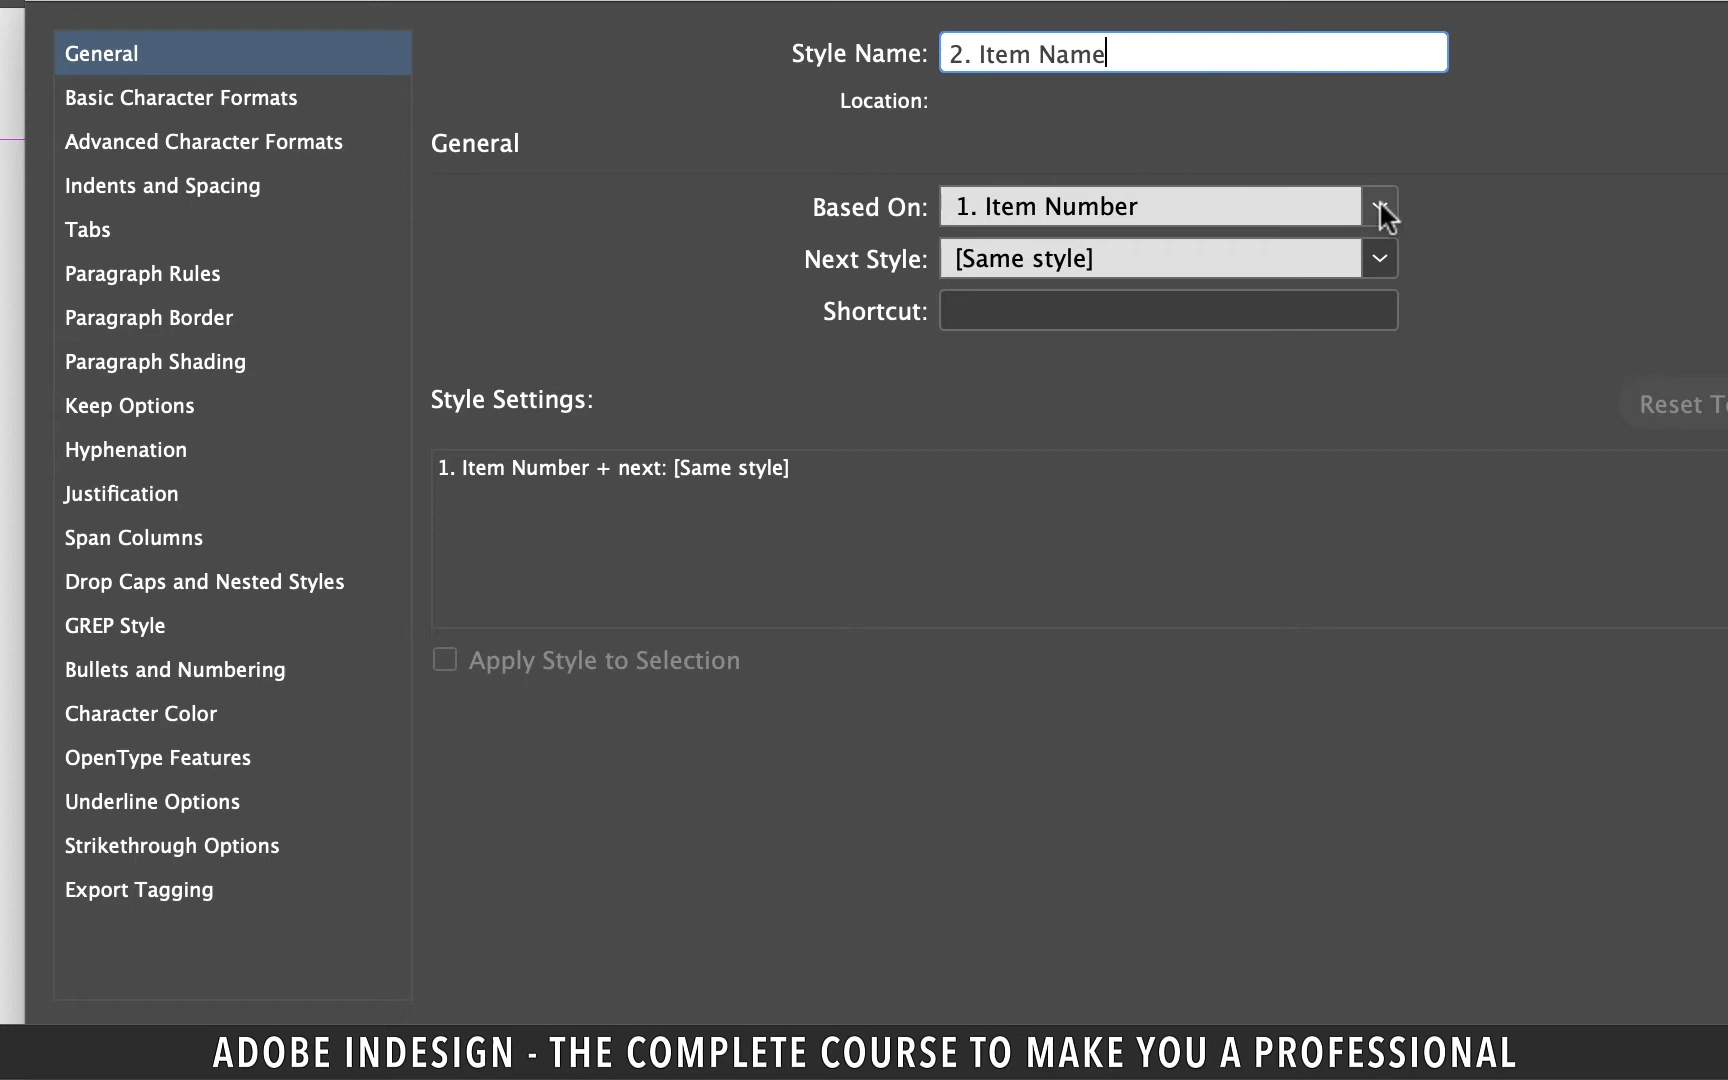 General
Basic Character Formats
Advanced Character Formats
Indents and Spacing
Tabs
Paragraph Rules
Paragraph Border
Paragraph Shading
Keep Options
Hyphenation
Justification
Span Columns
Drop Caps and Nested Styles
GREP Style
Bullets and Numbering
Character Color
OpenType Features
Underline Options
Strikethrough Options
Export Tagging
Style Name: 2. Item Name
Location:
General
Based On: 1. Item Number
Next Style: [Same style]
Shortcut:
Style Settings:
Reset
1. Item Number + next: [Same style]
Apply Style to Selection
ADOBE INDESIGN - THE COMPLETE COURSE TO MAKE YOU A PROFESSIONAL